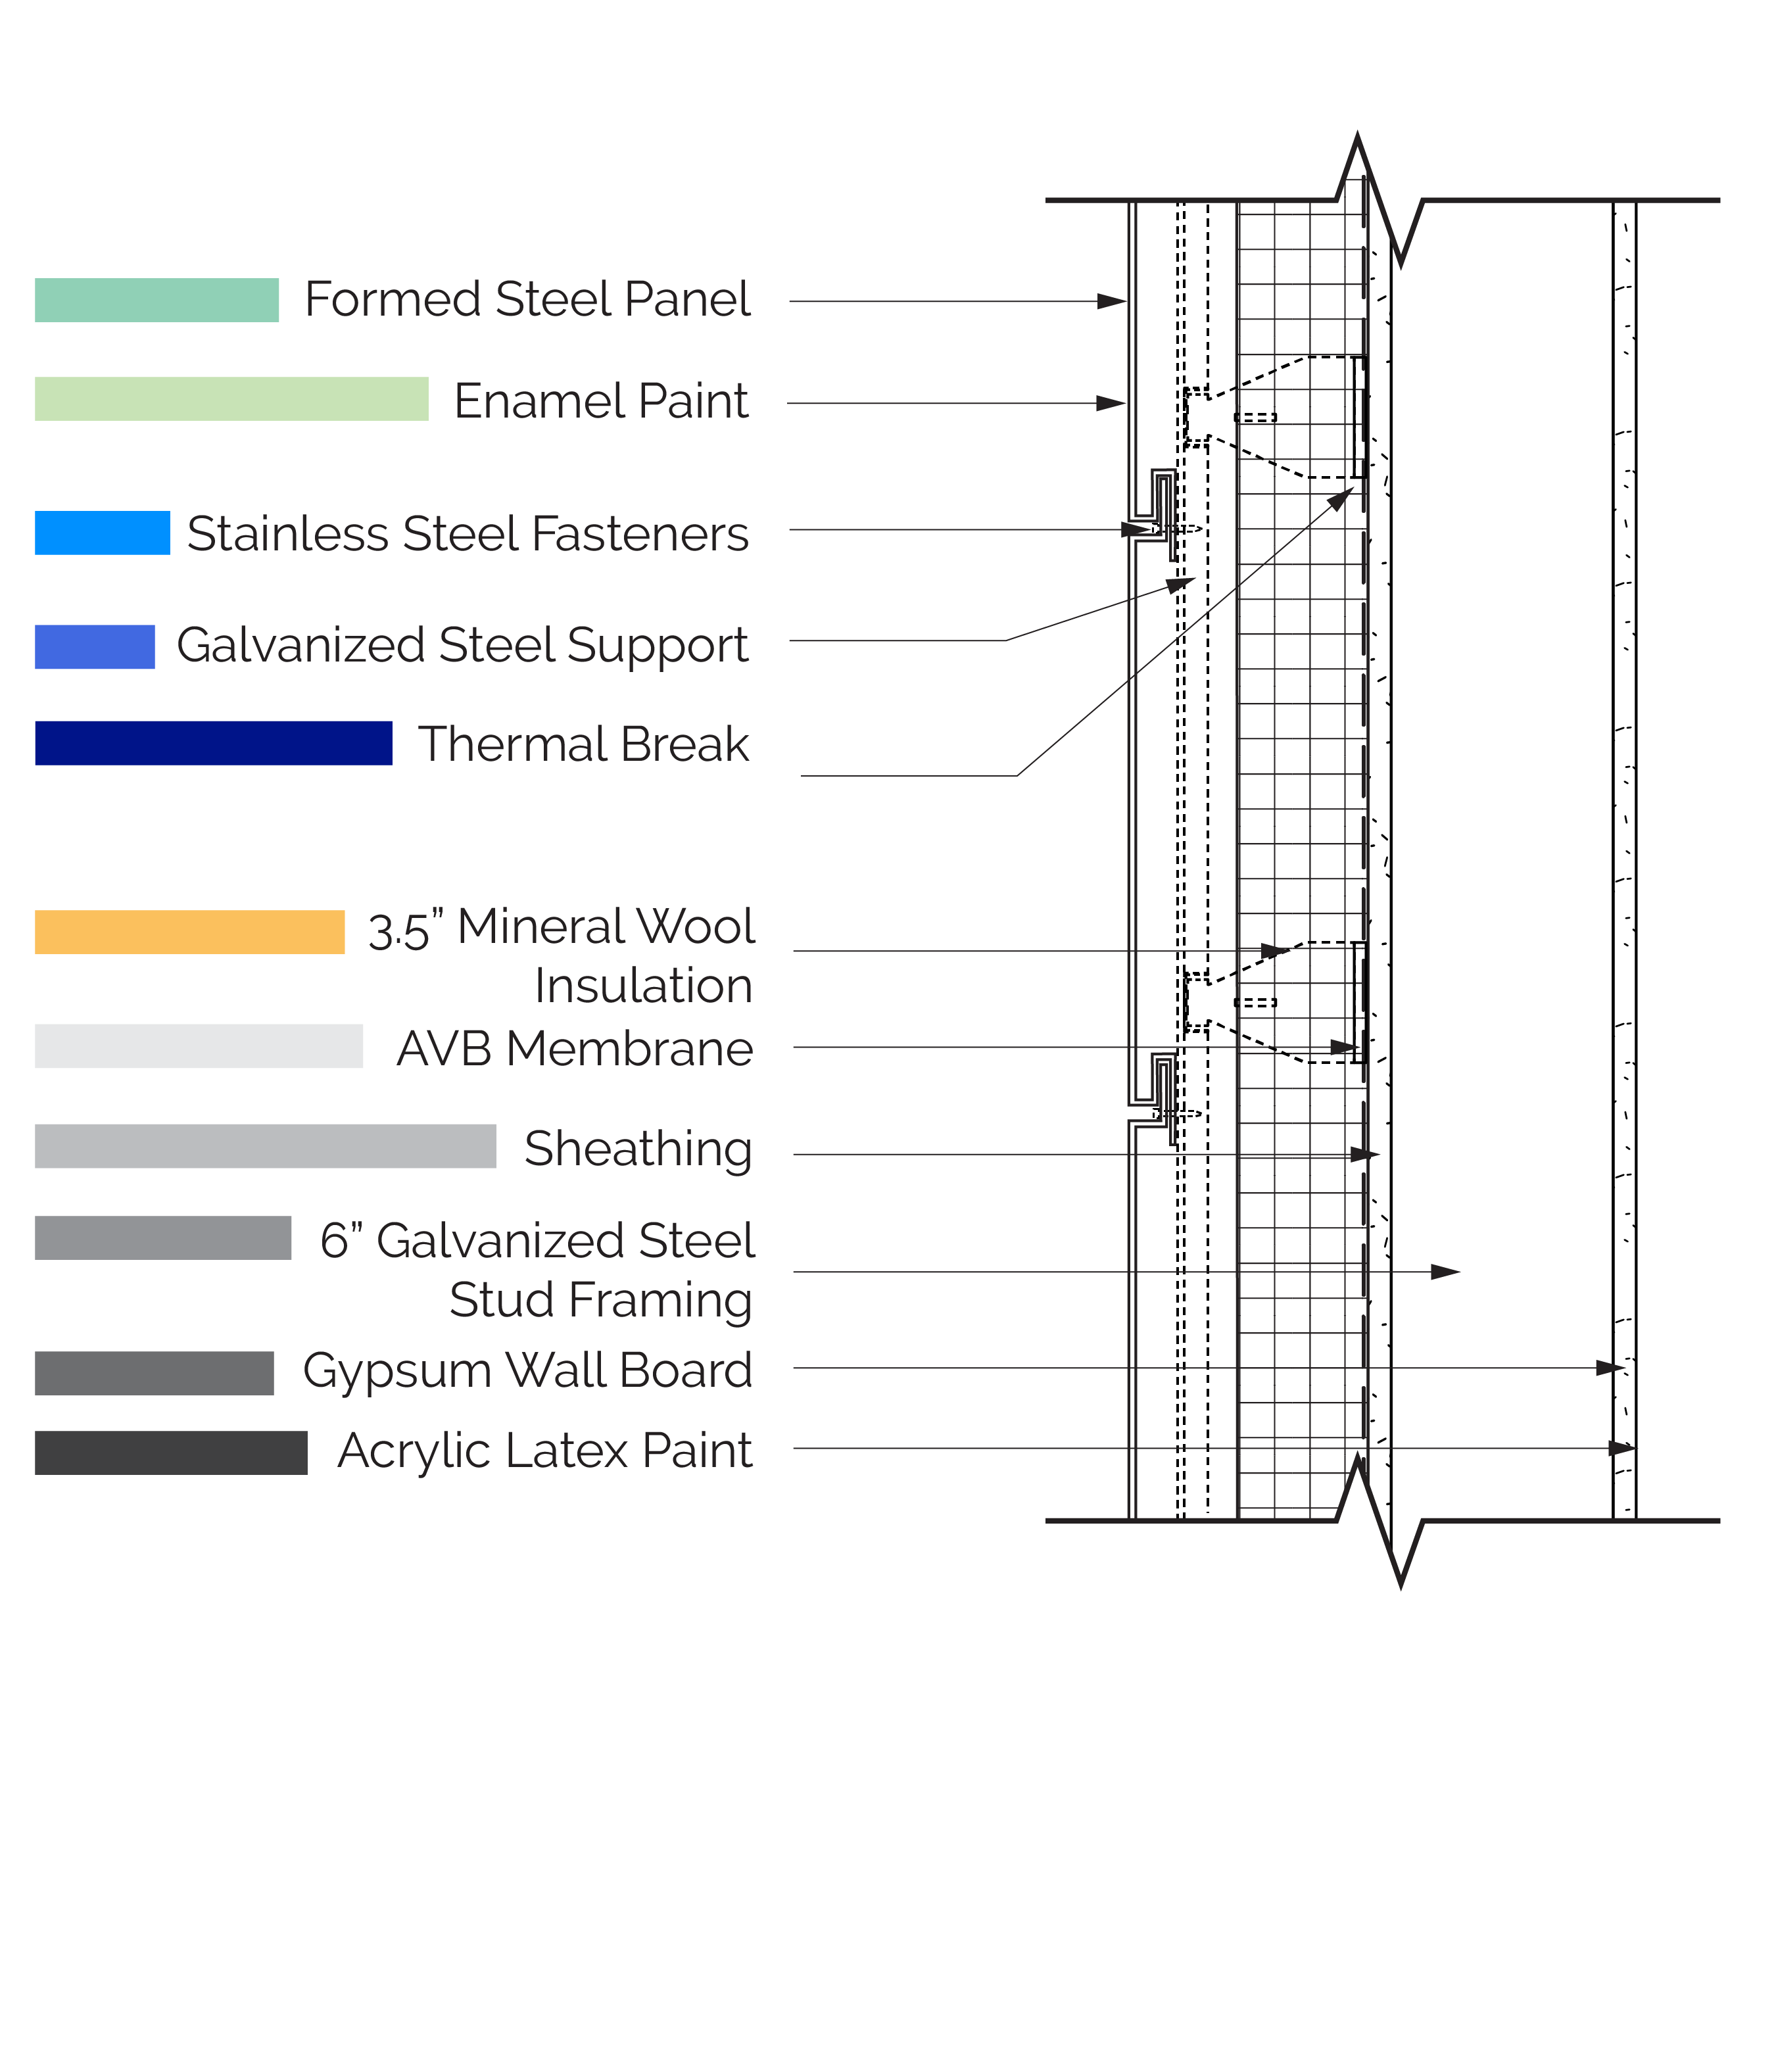 Formed Steel Panel
Enamel Paint
Stainless Steel Fasteners
Galvanized Steel Support
Thermal Break
3.5” Mineral Wool
Insulation
AVB Membrane
Sheathing
6” Galvanized Steel
Stud Framing
Gypsum Wall Board
Acrylic Latex Paint